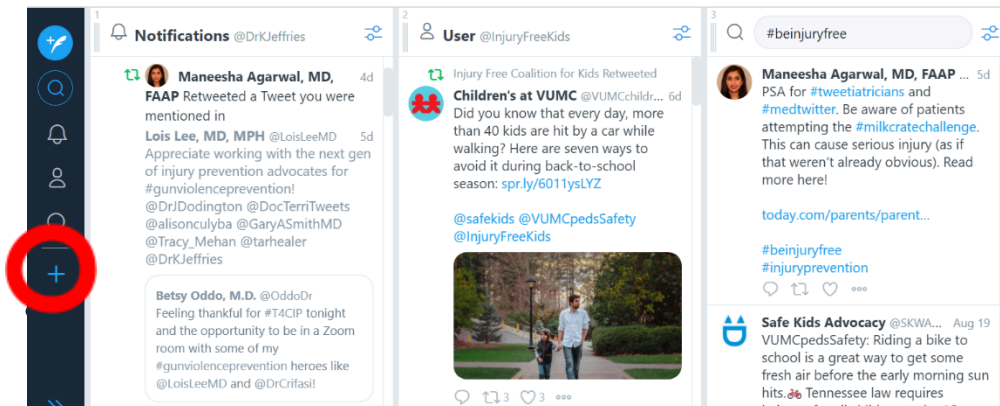 1
Notifications @DrKJeffries
Maneesha Agarwal, MD, 4d
FAAP Retweeted a Tweet you were
mentioned in
Lois Lee, MD, MPH @LoisLeeMD 5d
Appreciate working with the next gen
of injury prevention advocates for
#gunviolenceprevention!
@DrJDodington @DocTerriTweets
@alisonculyba @GaryASmithMD
@Tracy_Mehan @tarhealer
@DrKJeffries
Betsy Oddo, M.D. @OddoDr
Feeling thankful for #T4CIP tonight
and the opportunity to be in a Zoom
room with some of my
#gunviolenceprevention heroes like
@LoisLeeMD and @DrCrifasi!
2
User @InjuryFreeKids
Injury Free Coalition for Kids Retweeted
Children's at VUMC @VUMCchildr... 6d
Did you know that every day, more
than 40 kids are hit by a car while
walking? Here are seven ways to
avoid it during back-to-school
season: spr.ly/6011ysLYZ
@safekids @VUMCpedsSafety
@InjuryFreeKids
3 3
3
#beinjuryfree
Maneesha Agarwal, MD, FAAP ... 5d
PSA for #tweetiatricians and
#medtwitter. Be aware of patients
attempting the #milkcratechallenge.
This can cause serious injury (as if
that weren't already obvious). Read
more here!
today.com/parents/parent...
#beinjuryfree
#injuryprevention
Safe Kids Advocacy @SKWA... Aug 19
VUMCpedsSafety: Riding a bike to
school is a great way to get some
fresh air before the early morning sun
hits.🚲 Tennessee law requires